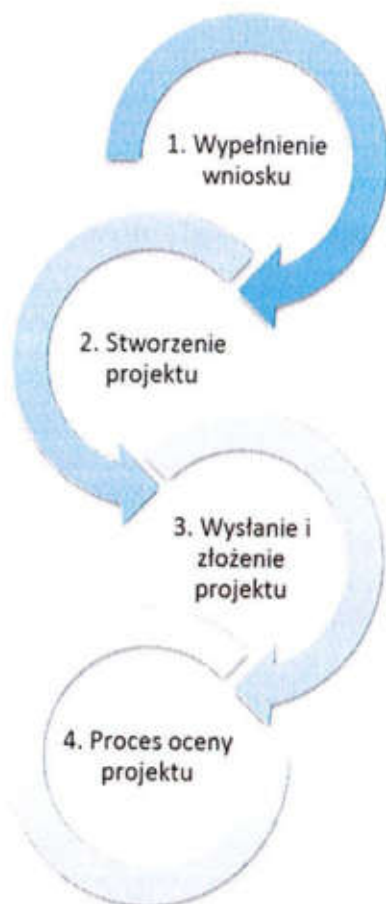 1. Wypełnienie
wniosku
2. Stworzenie
projektu
3. Wysłanie i
złożenie
projektu
4. Proces oceny
projektu